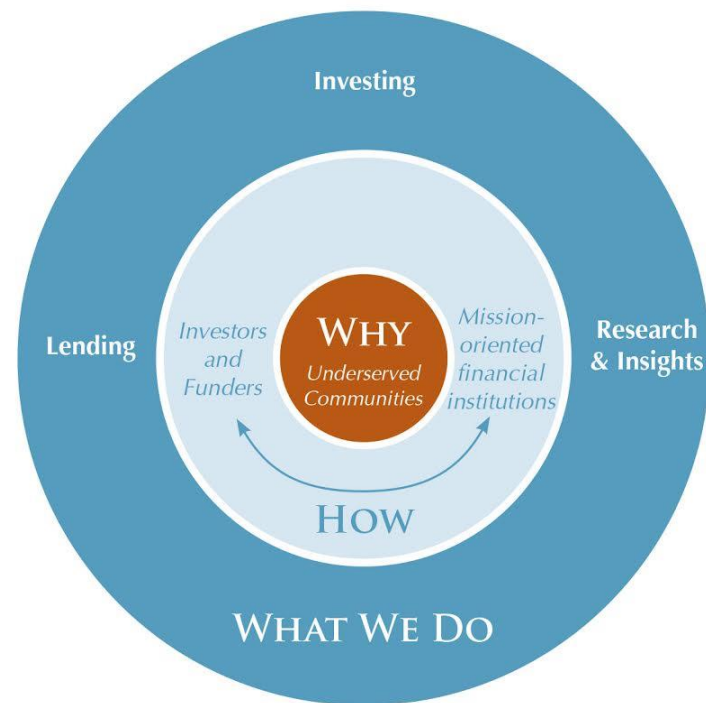 Investing
Lending
Research
& Insights
Investors
and
Funders
WHY
Underserved
Communities
Mission-
oriented
financial
institutions
HOW
WHAT WE DO